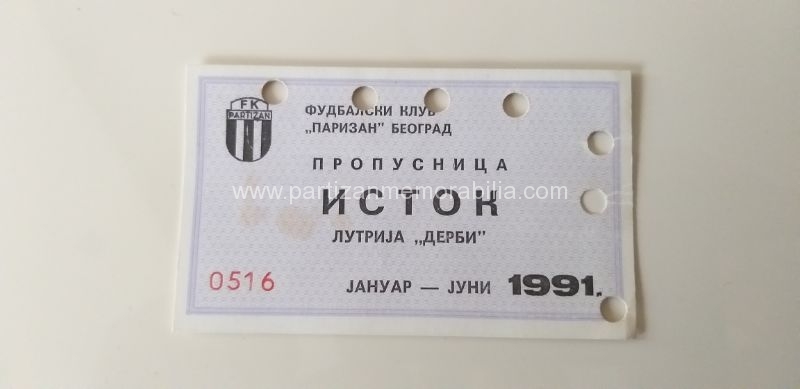 FK
PARTIZAN
ФУДБАЛСКИ КЛУБ
„ПАРИЗАН" БЕОГРАД
ПРОПУСНИЦА
www.partizanmemorabilia.com
ИСТОК
ЛУТРИЈА „ДЕРБИ"
0516
ЈАНУАР — ЈУНИ 1991.